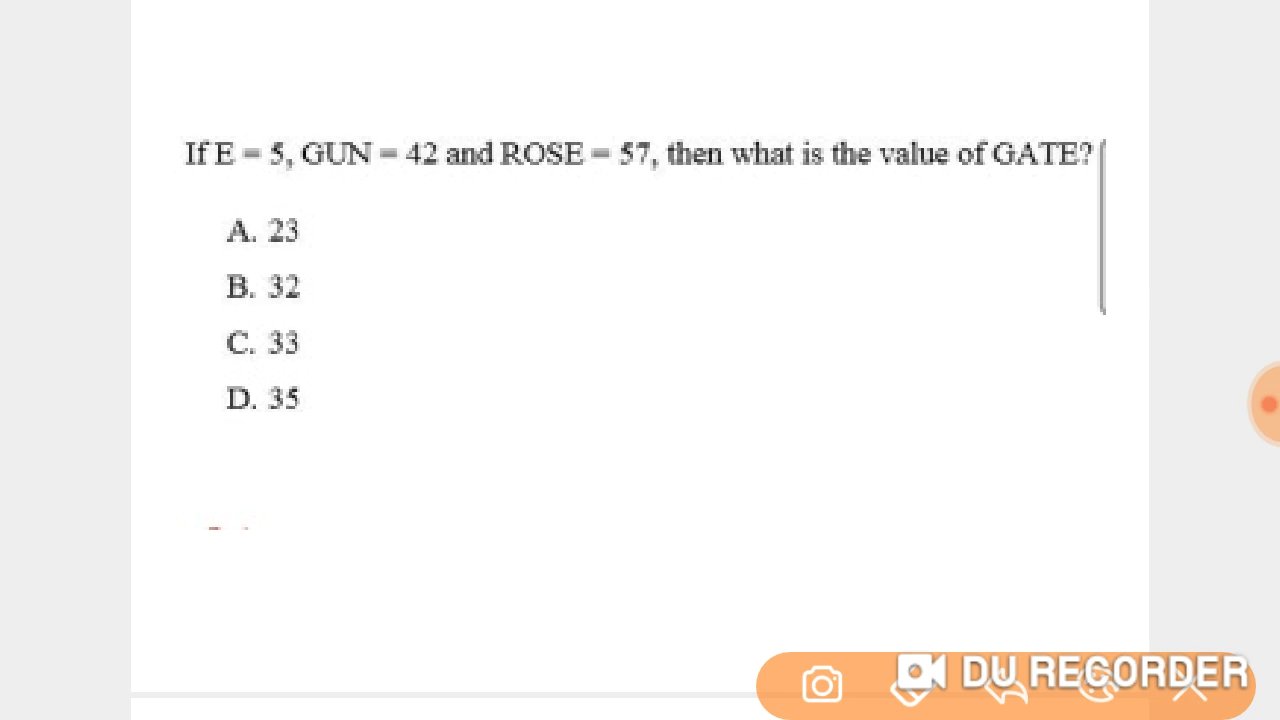 If E = 5, GUN = 42 and ROSE = 57, then what is the value of GATE?
A. 23
B. 32
C. 33
D. 35
DU RECORDER